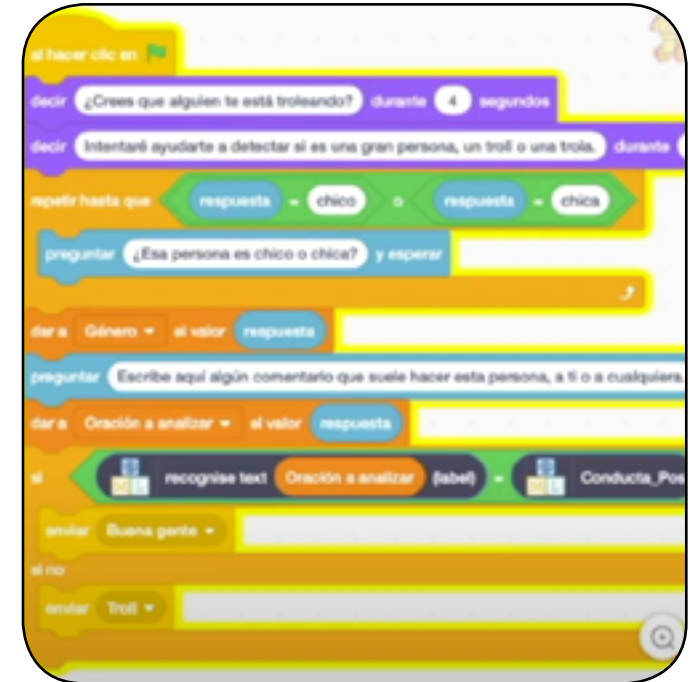 al hacer clic en
decir ¿Crees que alguien te está troleando? durante 4 segundos
decir Intentaré ayudarte a detectar si es una gran persona, un troll o una trola. durante
repetir hasta que respuesta = chico o respuesta = chica
preguntar ¿Esa persona es chico o chica? y esperar
dar a Género el valor respuesta
preguntar Escribe aquí algún comentario que suele hacer esta persona, a ti o a cualquiera.
dar a Oración a analizar el valor respuesta
si recognise text Oración a analizar (label) = Conducta_Pos
enviar Buena gente
si no
enviar Troll